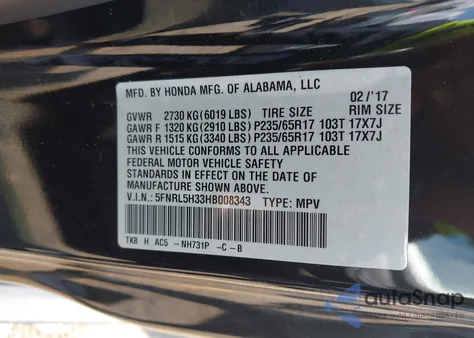 MFD. BY HONDA MFG. OF ALABAMA, LLC
02/'17
GVWR 2730 KG(6019 LBS) TIRE SIZE RIM SIZE
GAWR F 1320 KG(2910 LBS) P235/65R17 103T 17X7J
GAWR R 1515 KG(3340 LBS) P235/65R17 103T 17X7J
THIS VEHICLE CONFORMS TO ALL APPLICABLE
FEDERAL MOTOR VEHICLE SAFETY
STANDARDS IN EFFECT ON THE DATE OF
MANUFACTURE SHOWN ABOVE.
V.I.N.: 5FNRL5H33HB008343 TYPE: MPV
TK8 H AC5 -NH731P -C-B
autoSnap